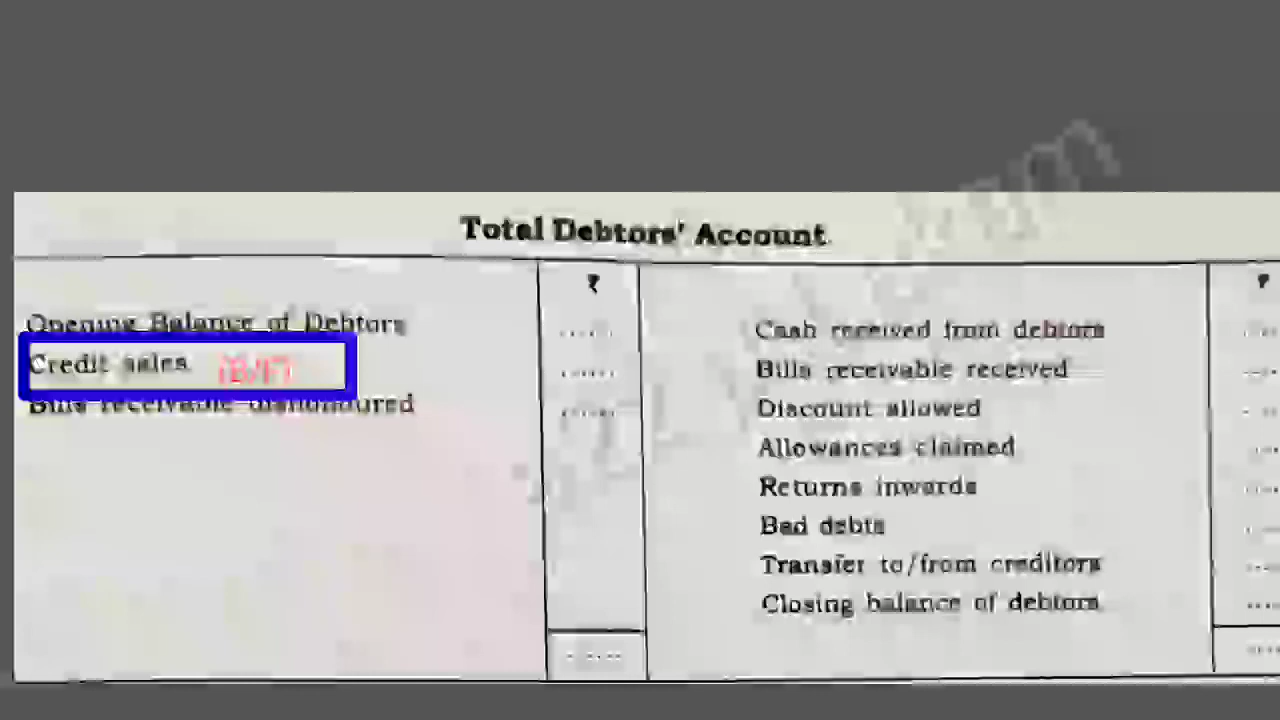 Total Debtors' Account
₹
₹
Opening Balance of Debtors ......
Credit sales (B/F) ......
Bills receivable dishonoured ......
......
Cash received from debtors
Bills receivable received
Discount allowed
Allowances claimed
Returns inwards
Bad debts
Transfer to/from creditors
Closing balance of debtors